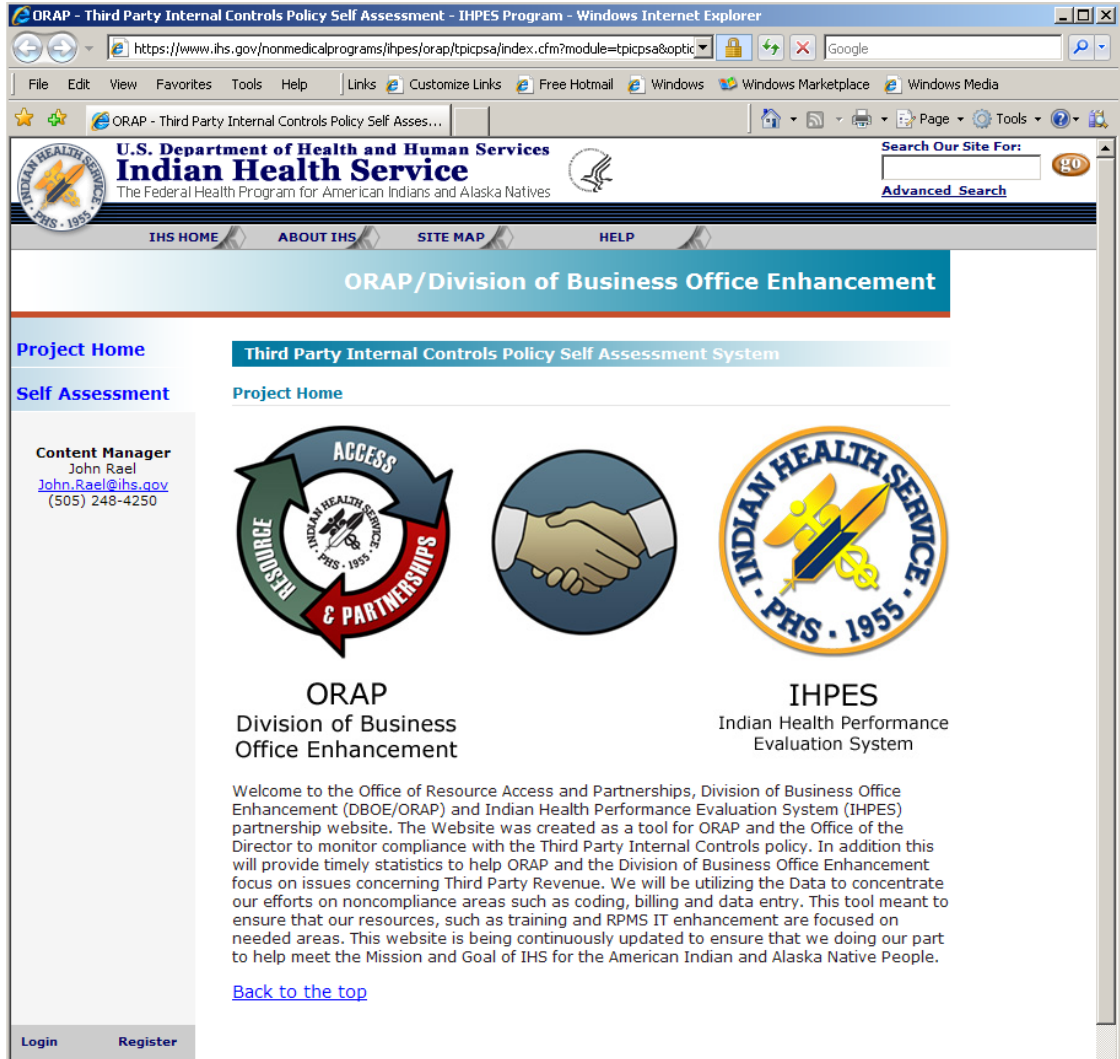 ORAP - Third Party Internal Controls Policy Self Assessment - IHPES Program - Windows Internet Explorer
https://www.ihs.gov/nonmedicalprograms/ihpes/orap/tpicpsa/index.cfm?module=tpicpsa&optic
Google
File Edit View Favorites Tools Help Links Customize Links Free Hotmail Windows Windows Marketplace Windows Media
ORAP - Third Party Internal Controls Policy Self Asses...
Page Tools
HEALTH
PHS · 1955
U.S. Department of Health and Human Services
Indian Health Service
The Federal Health Program for American Indians and Alaska Natives
Search Our Site For:
go
Advanced Search
IHS HOME ABOUT IHS SITE MAP HELP
ORAP/Division of Business Office Enhancement
Project Home
Self Assessment
Content Manager
John Rael
John.Rael@ihs.gov
(505) 248-4250
Third Party Internal Controls Policy Self Assessment System
Project Home
ACCESS
& PARTNERSHIPS
RESOURCE
INDIAN HEALTH SERVICE
PHS · 1955
INDIAN HEALTH SERVICE
· PHS · 1955 ·
ORAP
Division of Business
Office Enhancement
IHPES
Indian Health Performance
Evaluation System
Welcome to the Office of Resource Access and Partnerships, Division of Business Office
Enhancement (DBOE/ORAP) and Indian Health Performance Evaluation System (IHPES)
partnership website. The Website was created as a tool for ORAP and the Office of the
Director to monitor compliance with the Third Party Internal Controls policy. In addition this
will provide timely statistics to help ORAP and the Division of Business Office Enhancement
focus on issues concerning Third Party Revenue. We will be utilizing the Data to concentrate
our efforts on noncompliance areas such as coding, billing and data entry. This tool meant to
ensure that our resources, such as training and RPMS IT enhancement are focused on
needed areas. This website is being continuously updated to ensure that we doing our part
to help meet the Mission and Goal of IHS for the American Indian and Alaska Native People.
Back to the top
Login Register